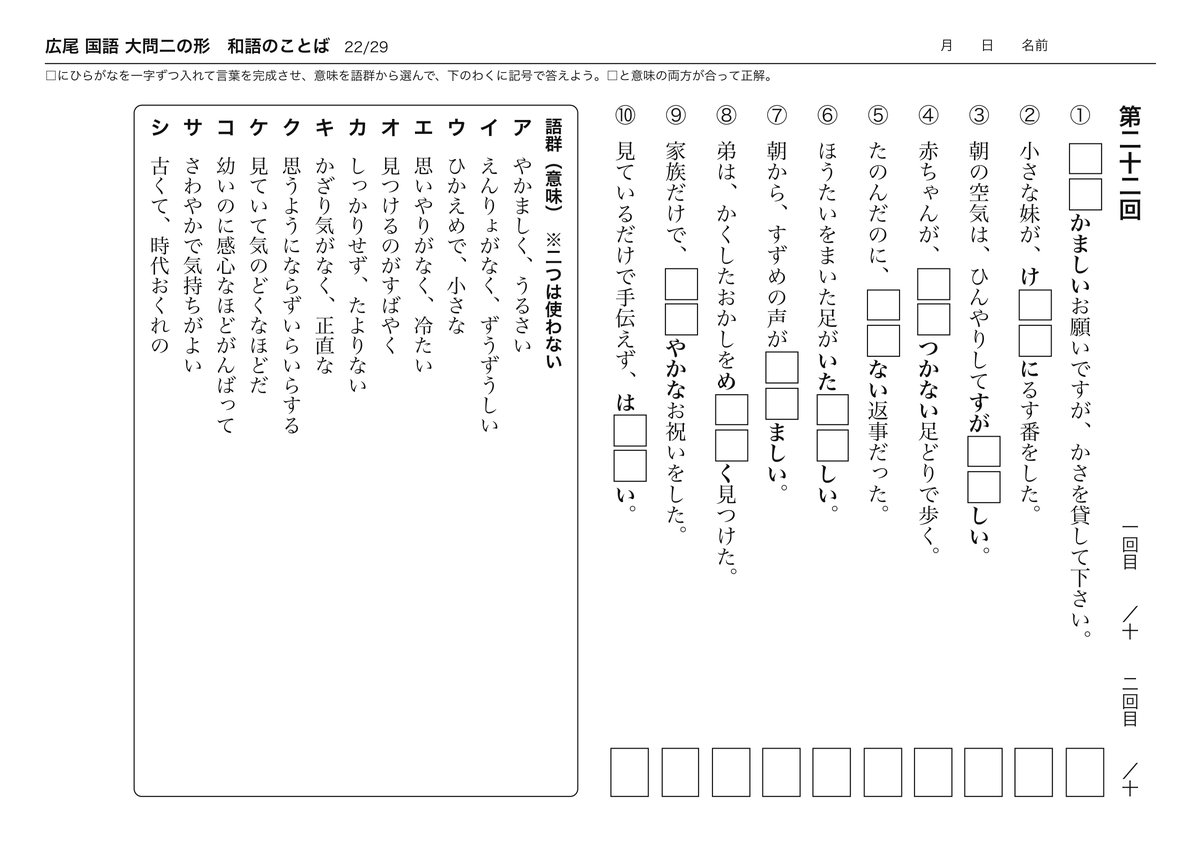 広尾 国語 大問二の形　和語のことば 22/29
月　日　名前
□にひらがなを一字ずつ入れて言葉を完成させ、意味を語群から選んで、下のわくに記号で答えよう。□と意味の両方が合って正解。
第二十二回　一回目　／十　二回目　／十
① □□かましいお願いですが、かさを貸して下さい。
② 小さな妹が、け□□にるす番をした。
③ 朝の空気は、ひんやりしてすが□□しい。
④ 赤ちゃんが、□□つかない足どりで歩く。
⑤ たのんだのに、□□ない返事だった。
⑥ ほうたいをまいた足がいた□□しい。
⑦ 朝から、すずめの声が□□ましい。
⑧ 弟は、かくしたおかしをめ□□く見つけた。
⑨ 家族だけで、□□やかなお祝いをした。
⑩ 見ているだけで手伝えず、は□□い。
語群（意味）　※二つは使わない
ア　やかましく、うるさい
イ　えんりょがなく、ずうずうしい
ウ　ひかえめで、小さな
エ　思いやりがなく、冷たい
オ　見つけるのがすばやく
カ　しっかりせず、たよりない
キ　かざり気がなく、正直な
ク　思うようにならずいらいらする
ケ　見ていて気のどくなほどだ
コ　幼いのに感心なほどがんばって
サ　さわやかで気持ちがよい
シ　古くて、時代おくれの